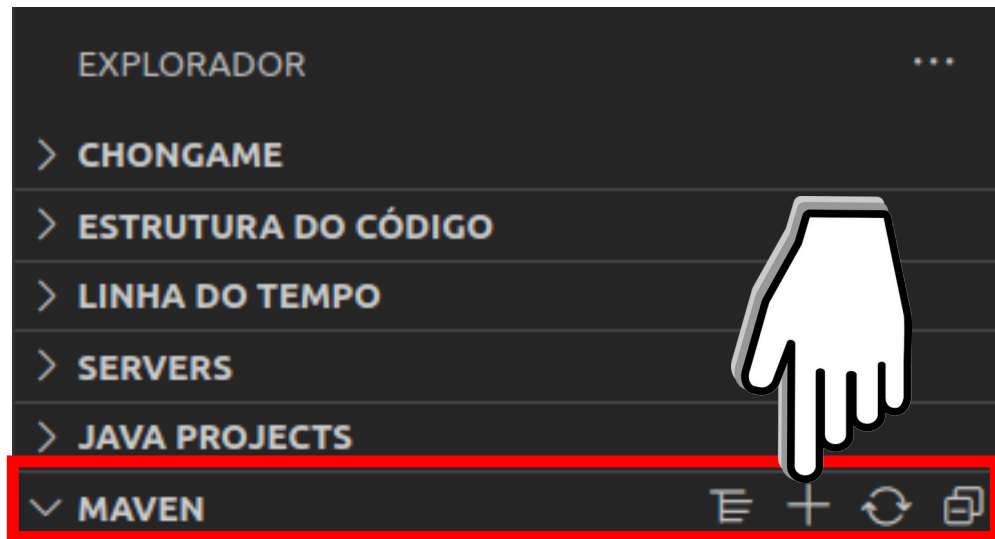 EXPLORADOR
CHONGAME
ESTRUTURA DO CÓDIGO
LINHA DO TEMPO
SERVERS
JAVA PROJECTS
MAVEN